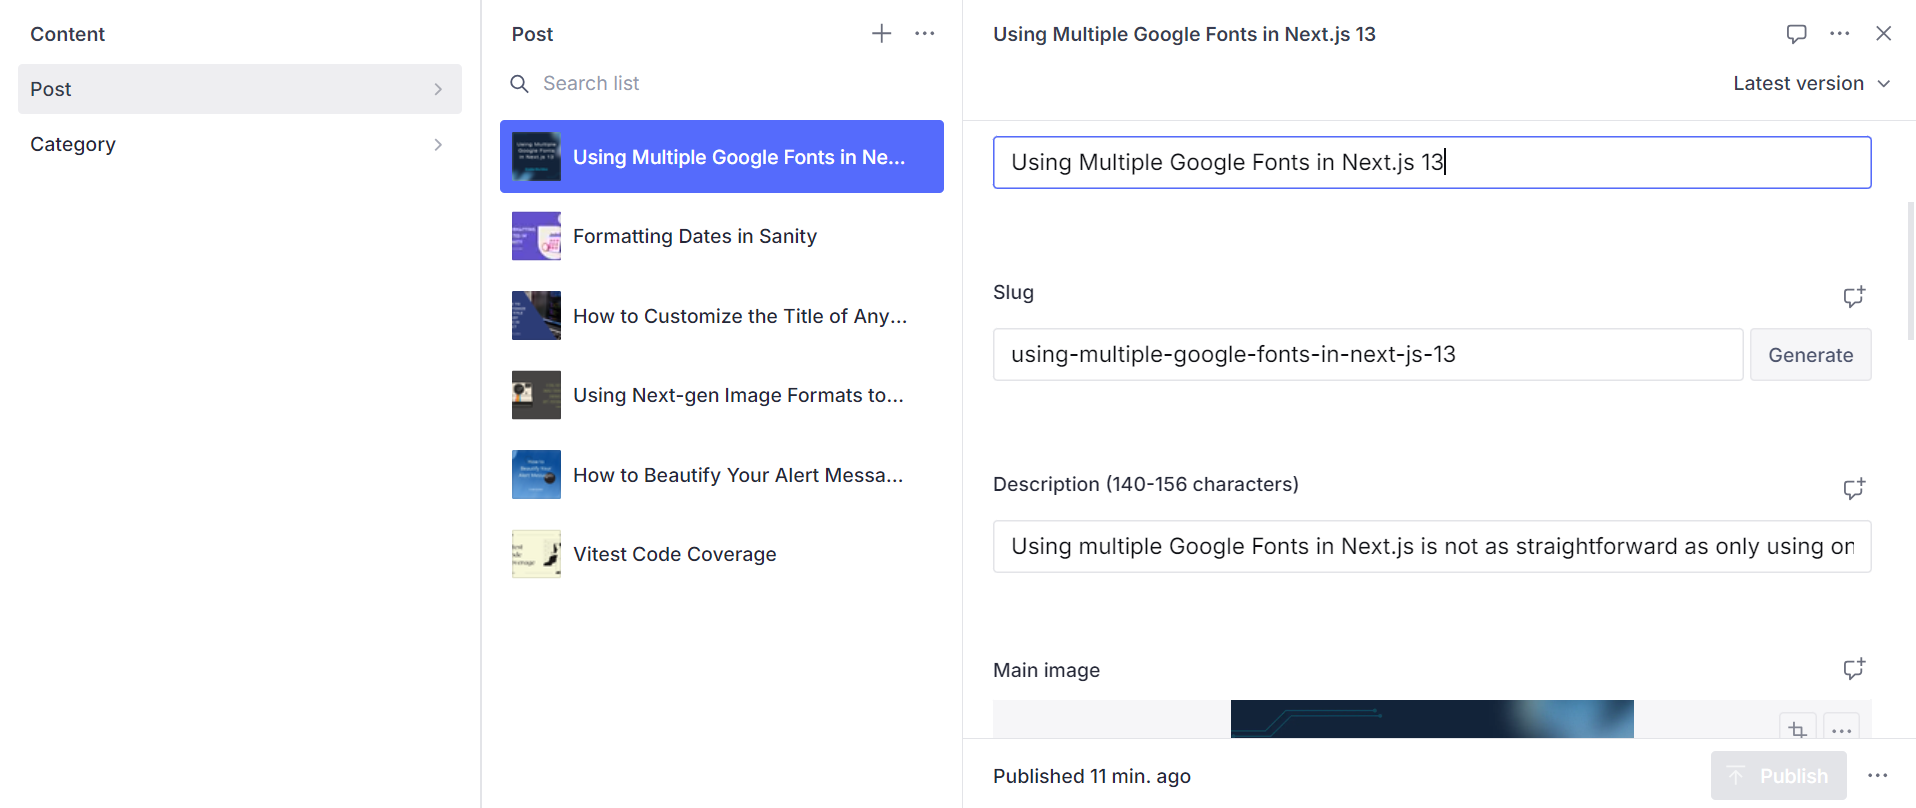 Content
Post
Category
Post
Search list
Using Multiple Google Fonts in Ne...
Formatting Dates in Sanity
How to Customize the Title of Any...
Using Next-gen Image Formats to...
How to Beautify Your Alert Messa...
Vitest Code Coverage
Using Multiple Google Fonts in Next.js 13
Latest version
Using Multiple Google Fonts in Next.js 13
Slug
using-multiple-google-fonts-in-next-js-13
Generate
Description (140-156 characters)
Using multiple Google Fonts in Next.js is not as straightforward as only using on
Main image
Published 11 min. ago
Publish